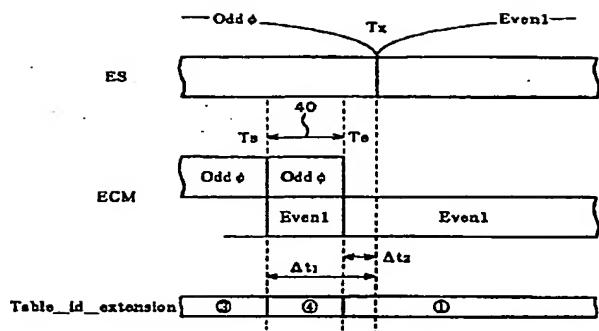 Odd φ Tx Even1
ES
40
Ts Te
Odd φ Odd φ
ECM
Even1 Even1
Δt₂
Δt₁
Table_id_extension ③ ④ ①